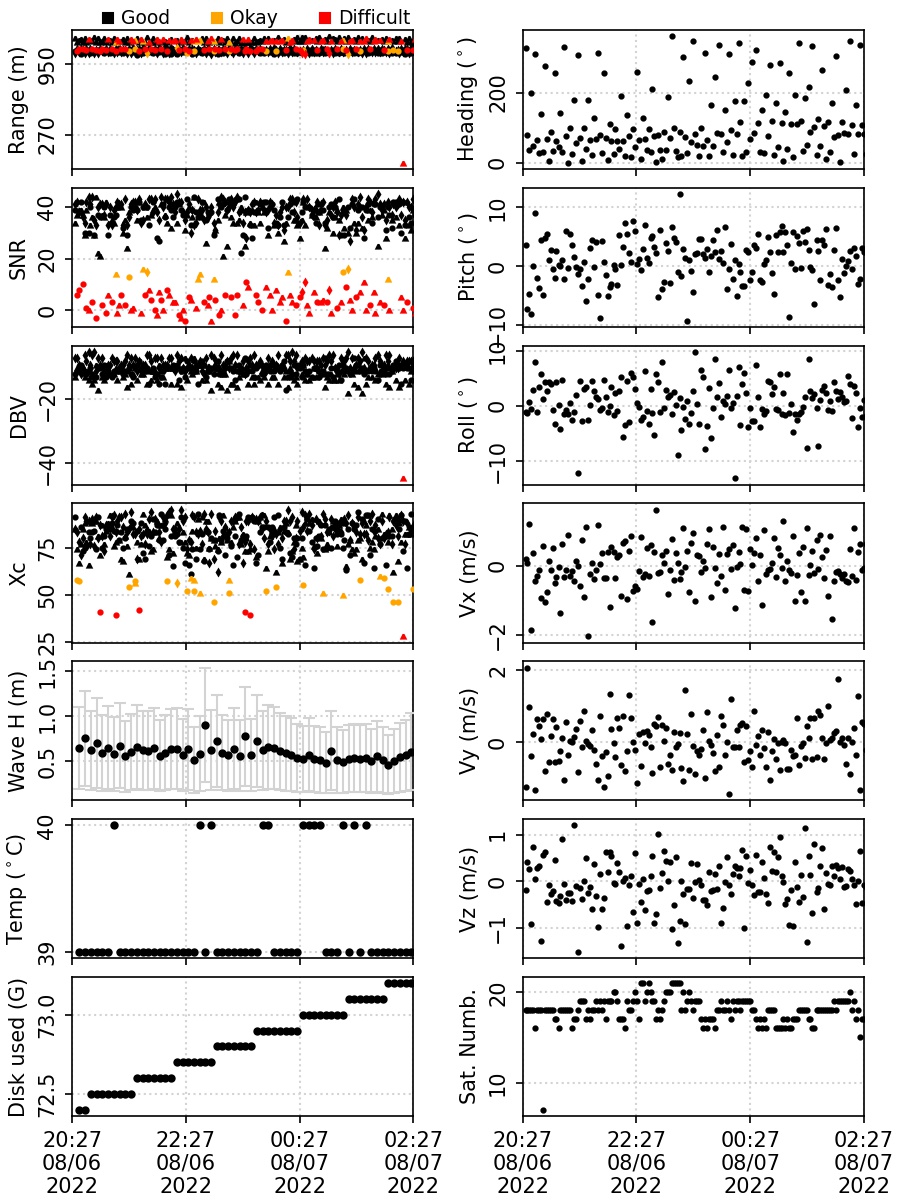 Good Okay Difficult
Range (m)
950
270
Heading (°)
200
0
SNR
40
20
0
Pitch (°)
10
0
−10
DBV
−20
−40
Roll (°)
10
0
−10
Xc
75
50
25
Vx (m/s)
0
−2
Wave H (m)
1.5
1.0
0.5
Vy (m/s)
2
0
Temp (°C)
40
39
Vz (m/s)
1
0
−1
Disk used (G)
73.0
72.5
Sat. Numb.
20
10
20:27 22:27 00:27 02:27 20:27 22:27 00:27 02:27
08/06 08/06 08/07 08/07 08/06 08/06 08/07 08/07
2022 2022 2022 2022 2022 2022 2022 2022